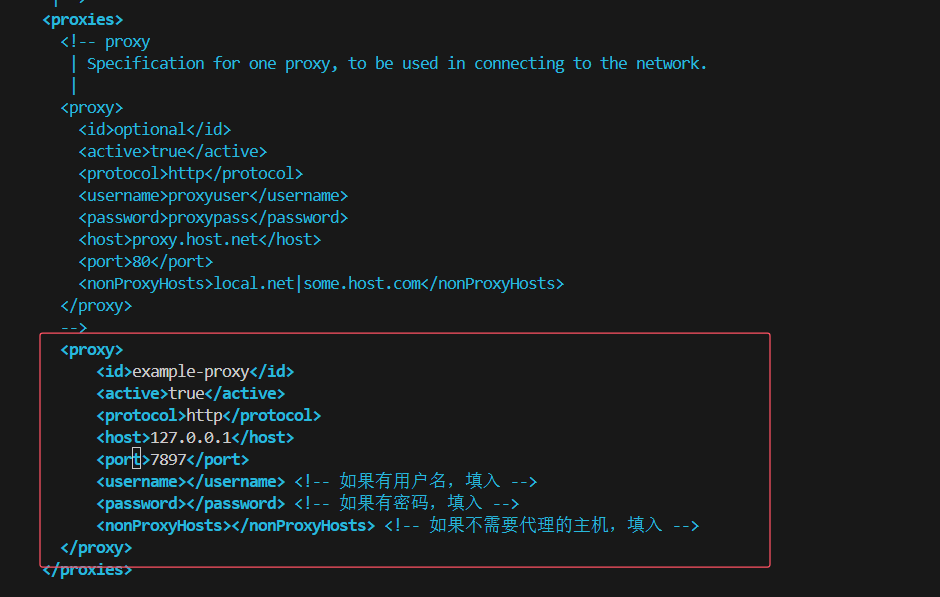 <proxies>
<!-- proxy
| Specification for one proxy, to be used in connecting to the network.
|
<proxy>
<id>optional</id>
<active>true</active>
<protocol>http</protocol>
<username>proxyuser</username>
<password>proxypass</password>
<host>proxy.host.net</host>
<port>80</port>
<nonProxyHosts>local.net|some.host.com</nonProxyHosts>
</proxy>
-->
<proxy>
<id>example-proxy</id>
<active>true</active>
<protocol>http</protocol>
<host>127.0.0.1</host>
<port>7897</port>
<username></username> <!-- 如果有用户名，填入 -->
<password></password> <!-- 如果有密码，填入 -->
<nonProxyHosts></nonProxyHosts> <!-- 如果不需要代理的主机，填入 -->
</proxy>
</proxies>